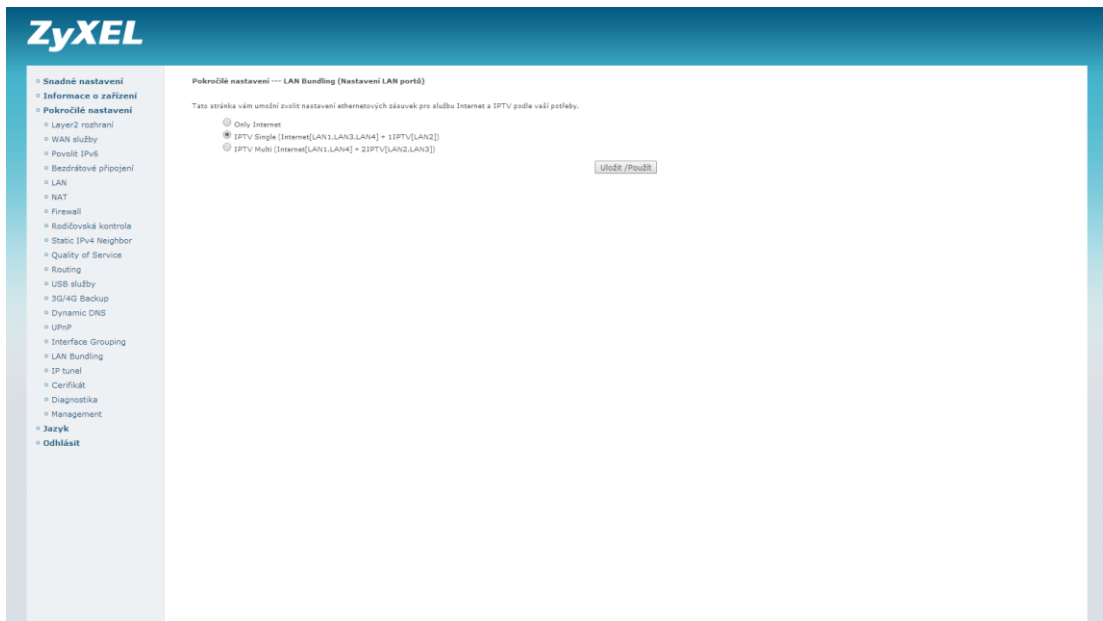 ZyXEL
Snadné nastavení
Informace o zařízení
Pokročilé nastavení
Layer2 rozhraní
WAN služby
Povolit IPv6
Bezdrátové připojení
LAN
NAT
Firewall
Rodičovská kontrola
Static IPv4 Neighbor
Quality of Service
Routing
USB služby
3G/4G Backup
Dynamic DNS
UPnP
Interface Grouping
LAN Bundling
IP tunel
Cerifikát
Diagnostika
Management
Jazyk
Odhlásit
Pokročilé nastavení --- LAN Bundling (Nastavení LAN portů)
Tato stránka vám umožní zvolit nastavení ethernetových zásuvek pro službu Internet a IPTV podle vaší potřeby.
Only Internet
IPTV Single (Internet[LAN1,LAN3,LAN4] + 1IPTV[LAN2])
IPTV Multi (Internet[LAN1,LAN4] + 2IPTV[LAN2,LAN3])
Uložit /Použít